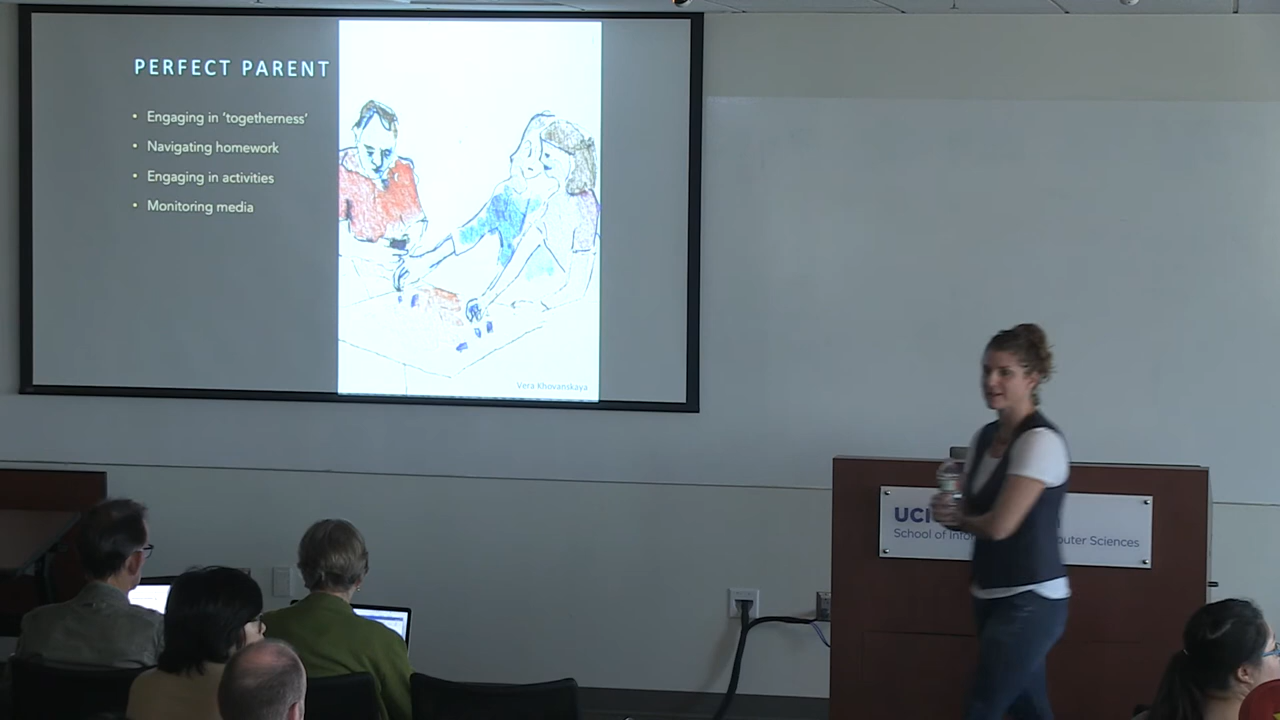 PERFECT PARENT
• Engaging in 'togetherness'
• Navigating homework
• Engaging in activities
• Monitoring media
Vera Khovanskaya
UCI
School of Info
puter Sciences